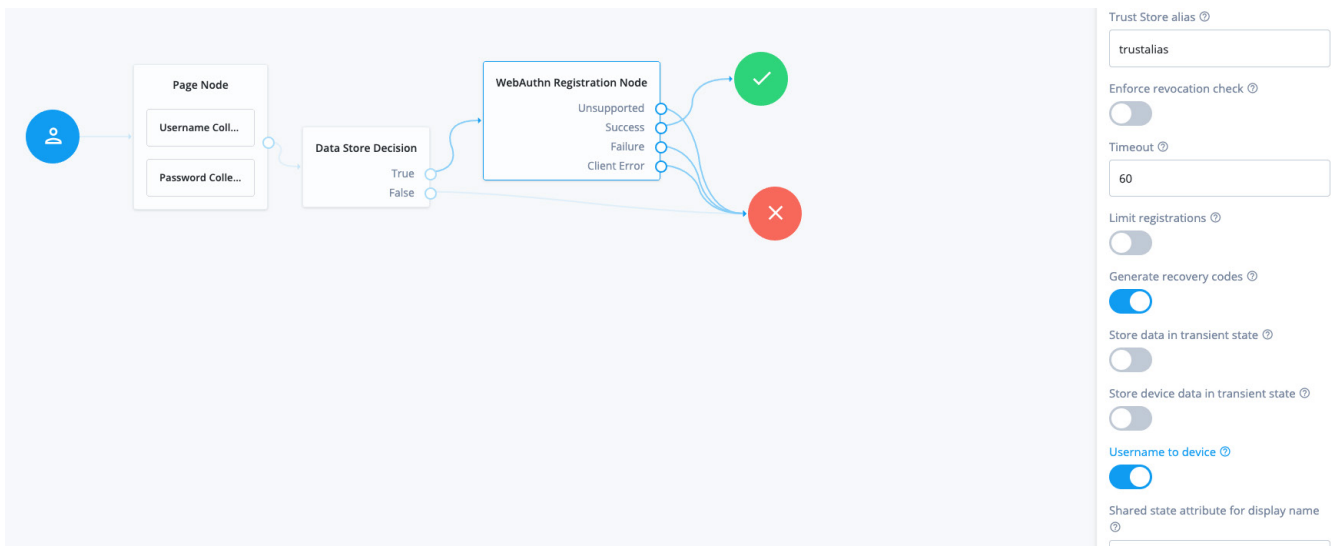 Page Node
Username Coll...
Password Colle...
Data Store Decision
True
False
WebAuthn Registration Node
Unsupported
Success
Failure
Client Error
Trust Store alias
trustalias
Enforce revocation check
Timeout
60
Limit registrations
Generate recovery codes
Store data in transient state
Store device data in transient state
Username to device
Shared state attribute for display name